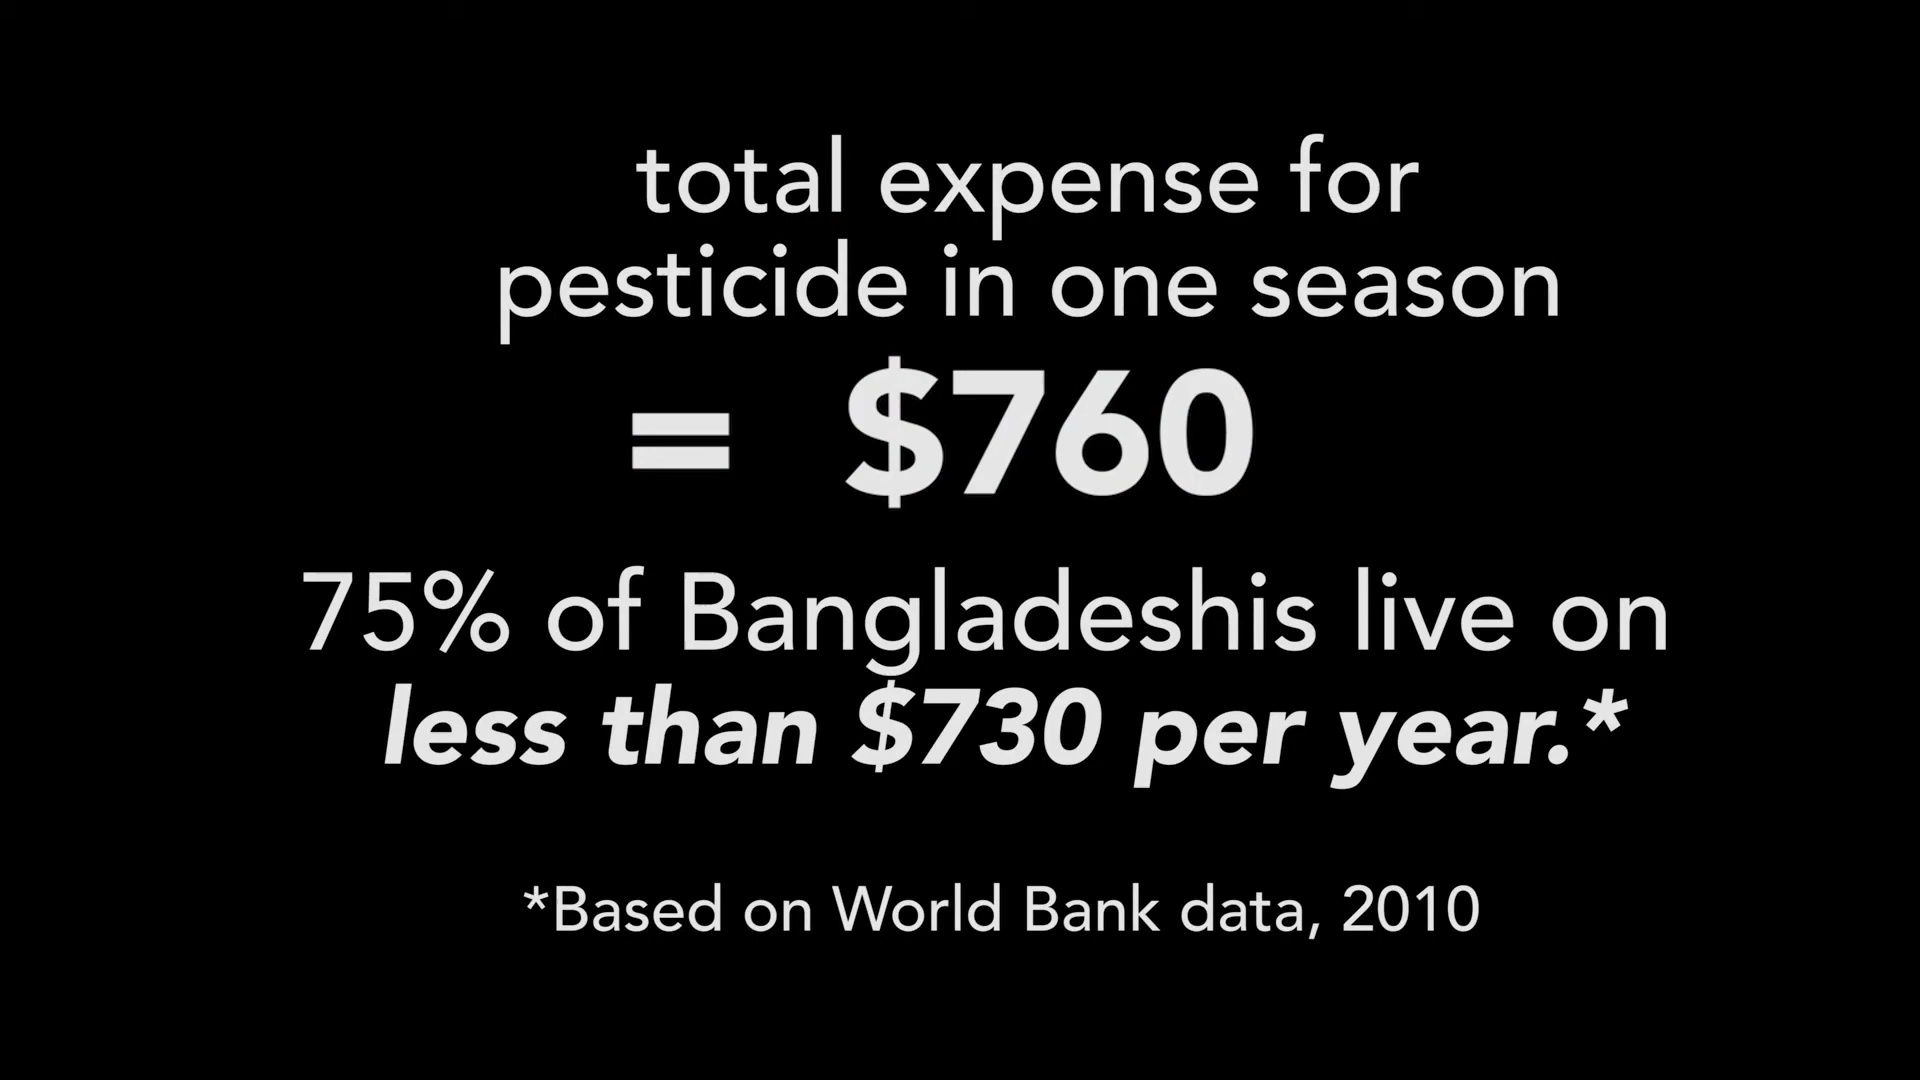 total expense for
pesticide in one season
= $760
75% of Bangladeshis live on
less than $730 per year.*
*Based on World Bank data, 2010